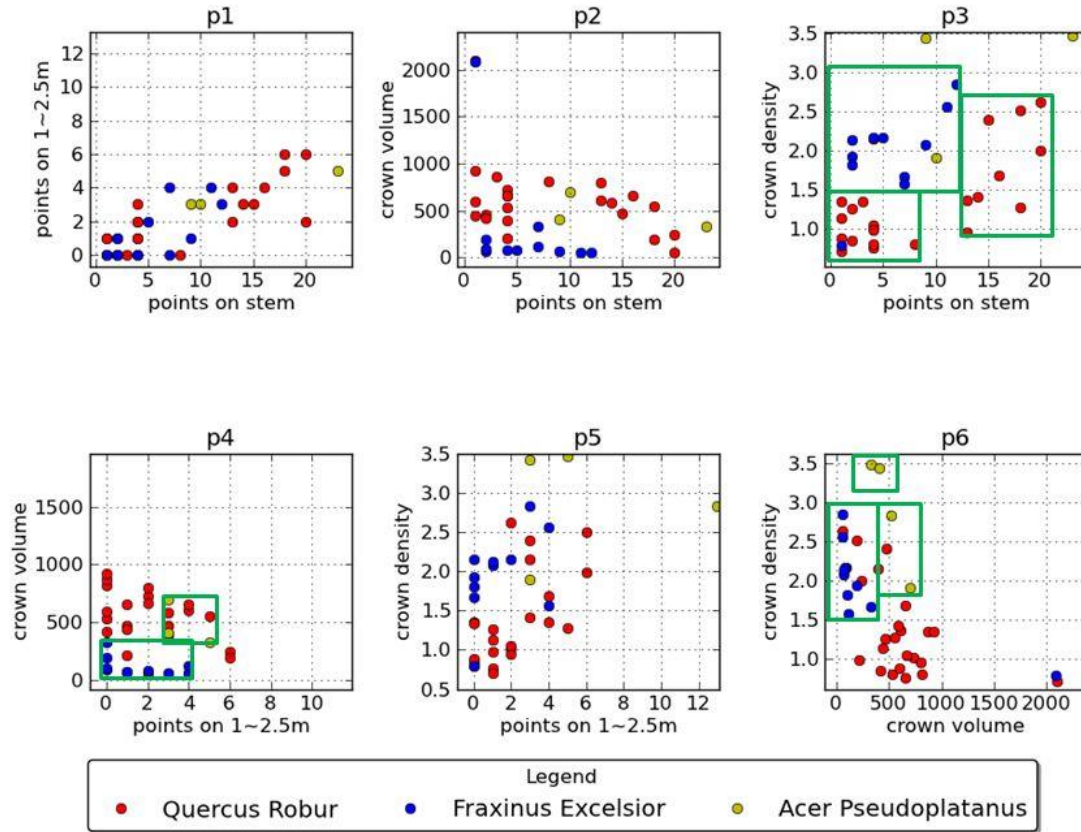 p1
points on 1~2.5m
12
10
8
6
4
2
0
0 5 10 15 20
points on stem
p2
crown volume
2000
1500
1000
500
0
0 5 10 15 20
points on stem
p3
crown density
3.5
3.0
2.5
2.0
1.5
1.0
0 5 10 15 20
points on stem
p4
crown volume
1500
1000
500
0
0 2 4 6 8 10
points on 1~2.5m
p5
crown density
3.5
3.0
2.5
2.0
1.5
1.0
0.5
0 2 4 6 8 10 12
points on 1~2.5m
p6
crown density
3.5
3.0
2.5
2.0
1.5
1.0
0 500 1000 1500 2000
crown volume
Legend
Quercus Robur Fraxinus Excelsior Acer Pseudoplatanus